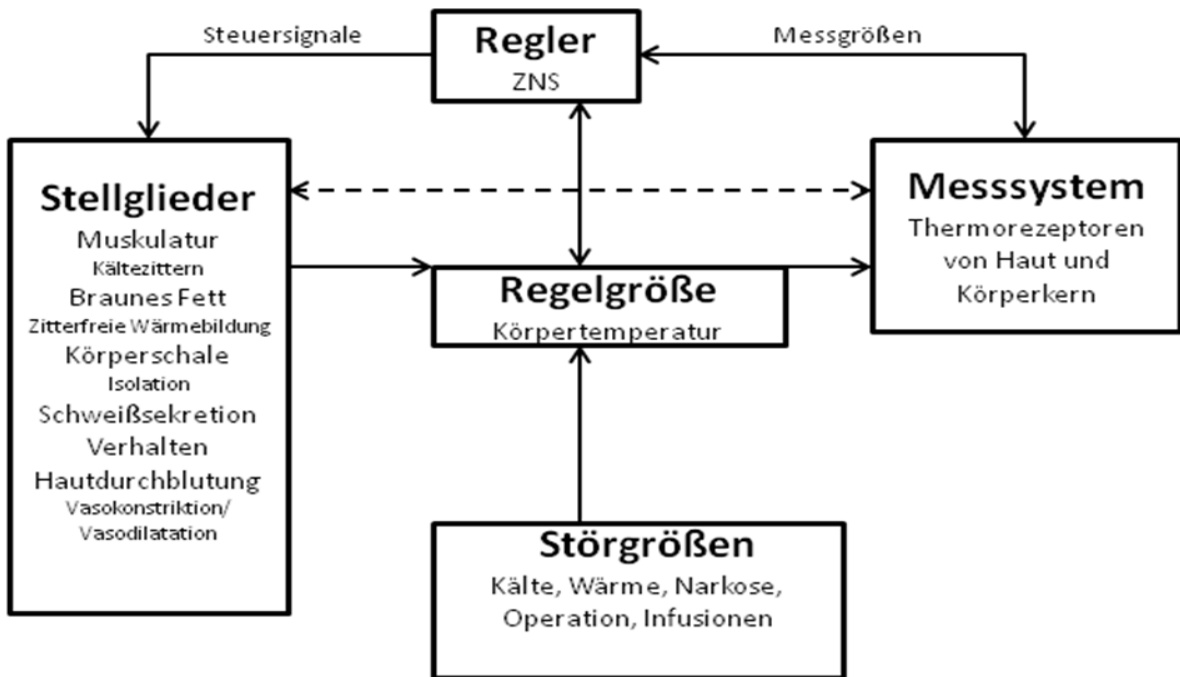 Steuersignale
Regler
ZNS
Messgrößen
Stellglieder
Muskulatur
Kältezittern
Braunes Fett
Zitterfreie Wärmebildung
Körperschale
Isolation
Schweißsekretion
Verhalten
Hautdurchblutung
Vasokonstriktion/
Vasodilatation
Regelgröße
Körpertemperatur
Messsystem
Thermorezeptoren
von Haut und
Körperkern
Störgrößen
Kälte, Wärme, Narkose,
Operation, Infusionen